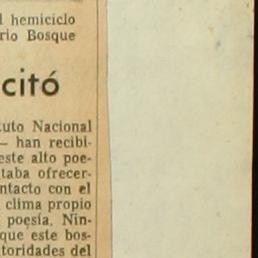 l hemiciclo
rio Bosque
citó
tuto Nacional
— han recibi-
este alto poe-
taba ofrecer-
ntacto con el
clima propio
poesía. Nin-
que este bos-
toridades del